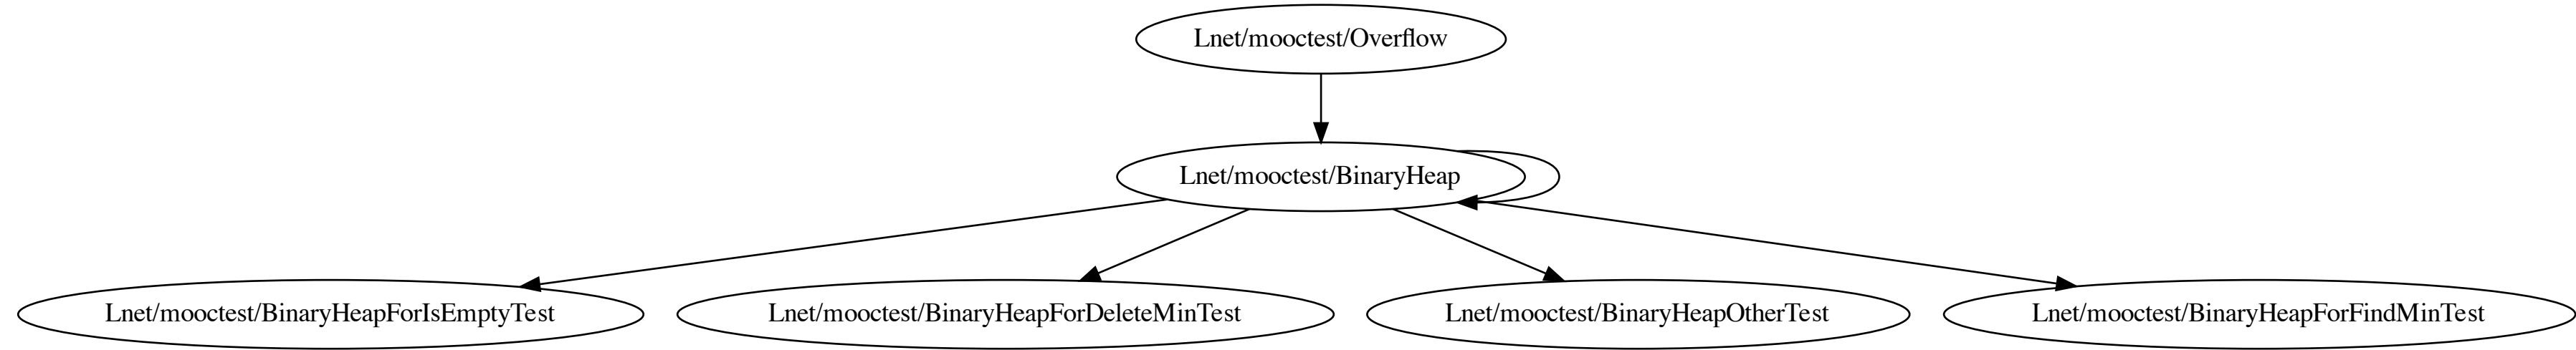 Lnet/mooctest/Overflow
Lnet/mooctest/BinaryHeap
Lnet/mooctest/BinaryHeapForIsEmptyTest
Lnet/mooctest/BinaryHeapForDeleteMinTest
Lnet/mooctest/BinaryHeapOtherTest
Lnet/mooctest/BinaryHeapForFindMinTest